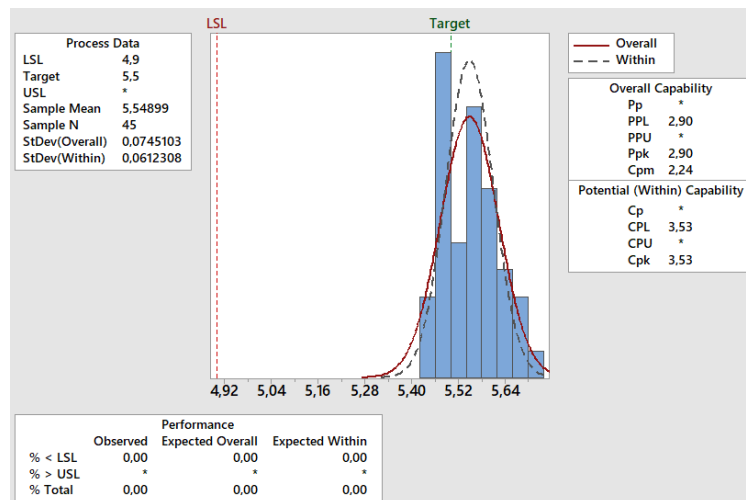 LSL Target
Process Data
LSL 4,9
Target 5,5
USL *
Sample Mean 5,54899
Sample N 45
StDev(Overall) 0,0745103
StDev(Within) 0,0612308
Overall
Within
Overall Capability
Pp *
PPL 2,90
PPU *
Ppk 2,90
Cpm 2,24
Potential (Within) Capability
Cp *
CPL 3,53
CPU *
Cpk 3,53
4,92 5,04 5,16 5,28 5,40 5,52 5,64
Performance
Observed Expected Overall Expected Within
% < LSL 0,00 0,00 0,00
% > USL * * *
% Total 0,00 0,00 0,00